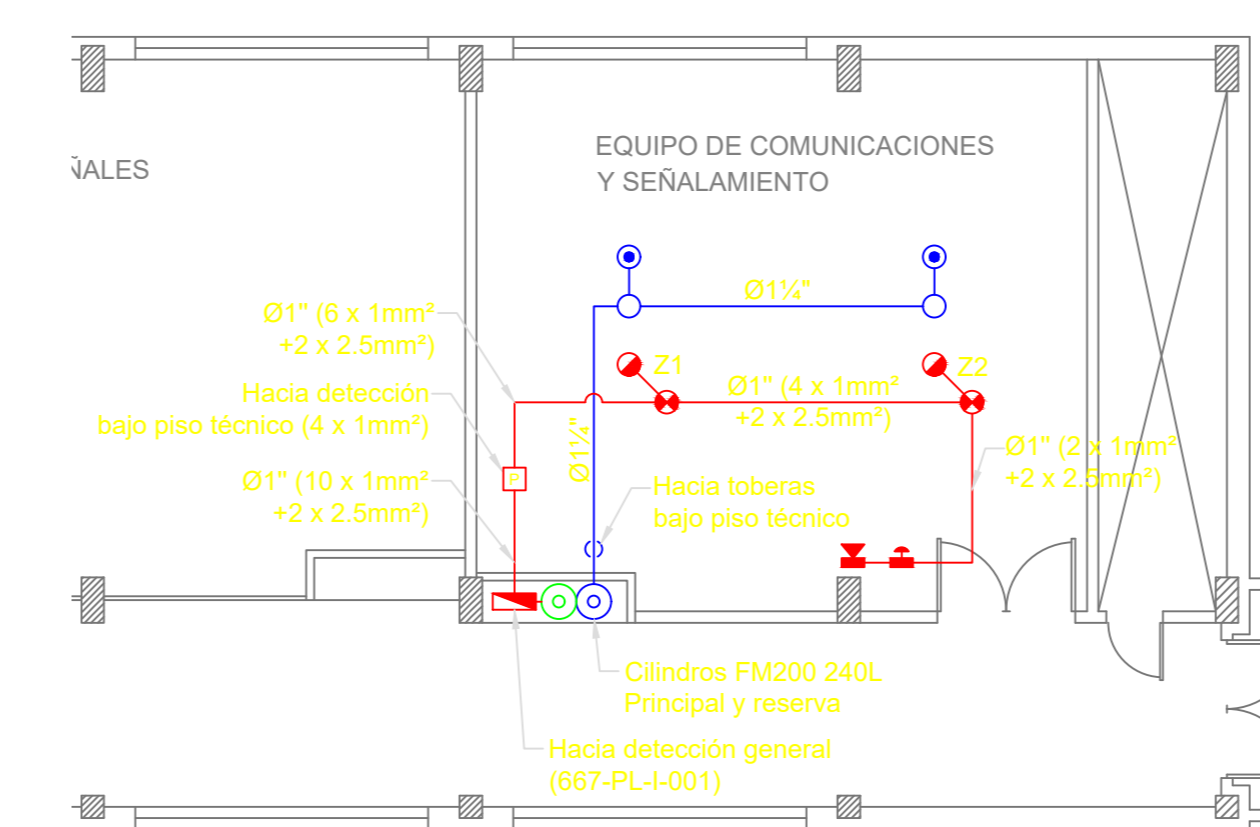 EQUIPO DE COMUNICACIONES
Y SEÑALAMIENTO
ÑALES
Ø1¼"
Ø1" (6 x 1mm²
+2 x 2.5mm²)
Z1
Z2
Ø1" (4 x 1mm²
+2 x 2.5mm²)
Hacia detección
bajo piso técnico (4 x 1mm²)
Ø1¼"
Ø1" (2 x 1mm²
+2 x 2.5mm²)
Ø1" (10 x 1mm²
+2 x 2.5mm²)
P
Hacia toberas
bajo piso técnico
Cilindros FM200 240L
Principal y reserva
Hacia detección general
(667-PL-I-001)